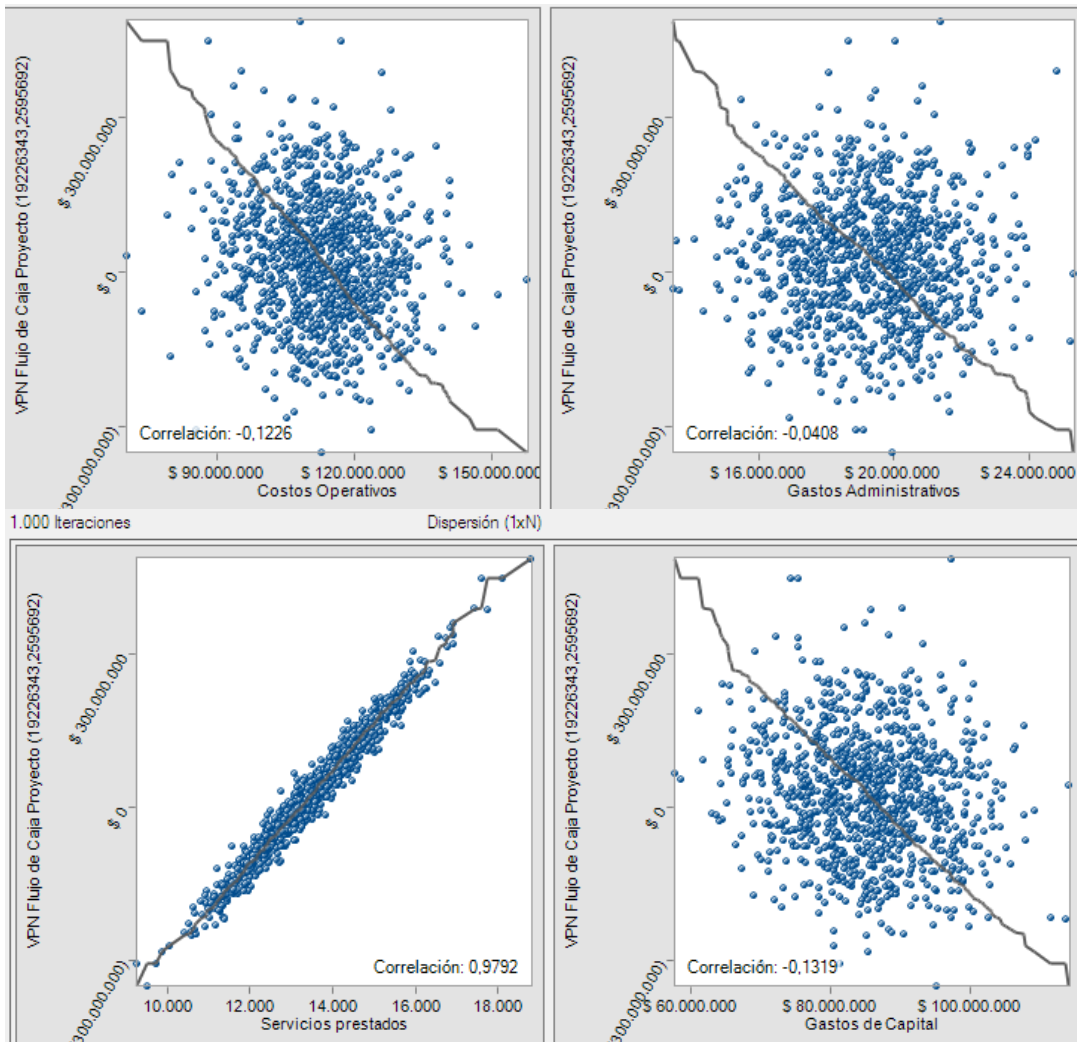 VPN Flujo de Caja Proyecto (19226343,2595692)
$ 300.000.000
$ 0
300.000.000)
Correlación: -0,1226
$ 90.000.000 $ 120.000.000 $ 150.000.000
Costos Operativos
VPN Flujo de Caja Proyecto (19226343,2595692)
$ 300.000.000
$ 0
300.000.000)
Correlación: -0,0408
$ 16.000.000 $ 20.000.000 $ 24.000.000
Gastos Administrativos
1.000 Iteraciones Dispersión (1xN)
VPN Flujo de Caja Proyecto (19226343,2595692)
$ 300.000.000
$ 0
300.000.000)
Correlación: 0,9792
10.000 12.000 14.000 16.000 18.000
Servicios prestados
VPN Flujo de Caja Proyecto (19226343,2595692)
$ 300.000.000
$ 0
300.000.000)
Correlación: -0,1319
$ 60.000.000 $ 80.000.000 $ 100.000.000
Gastos de Capital